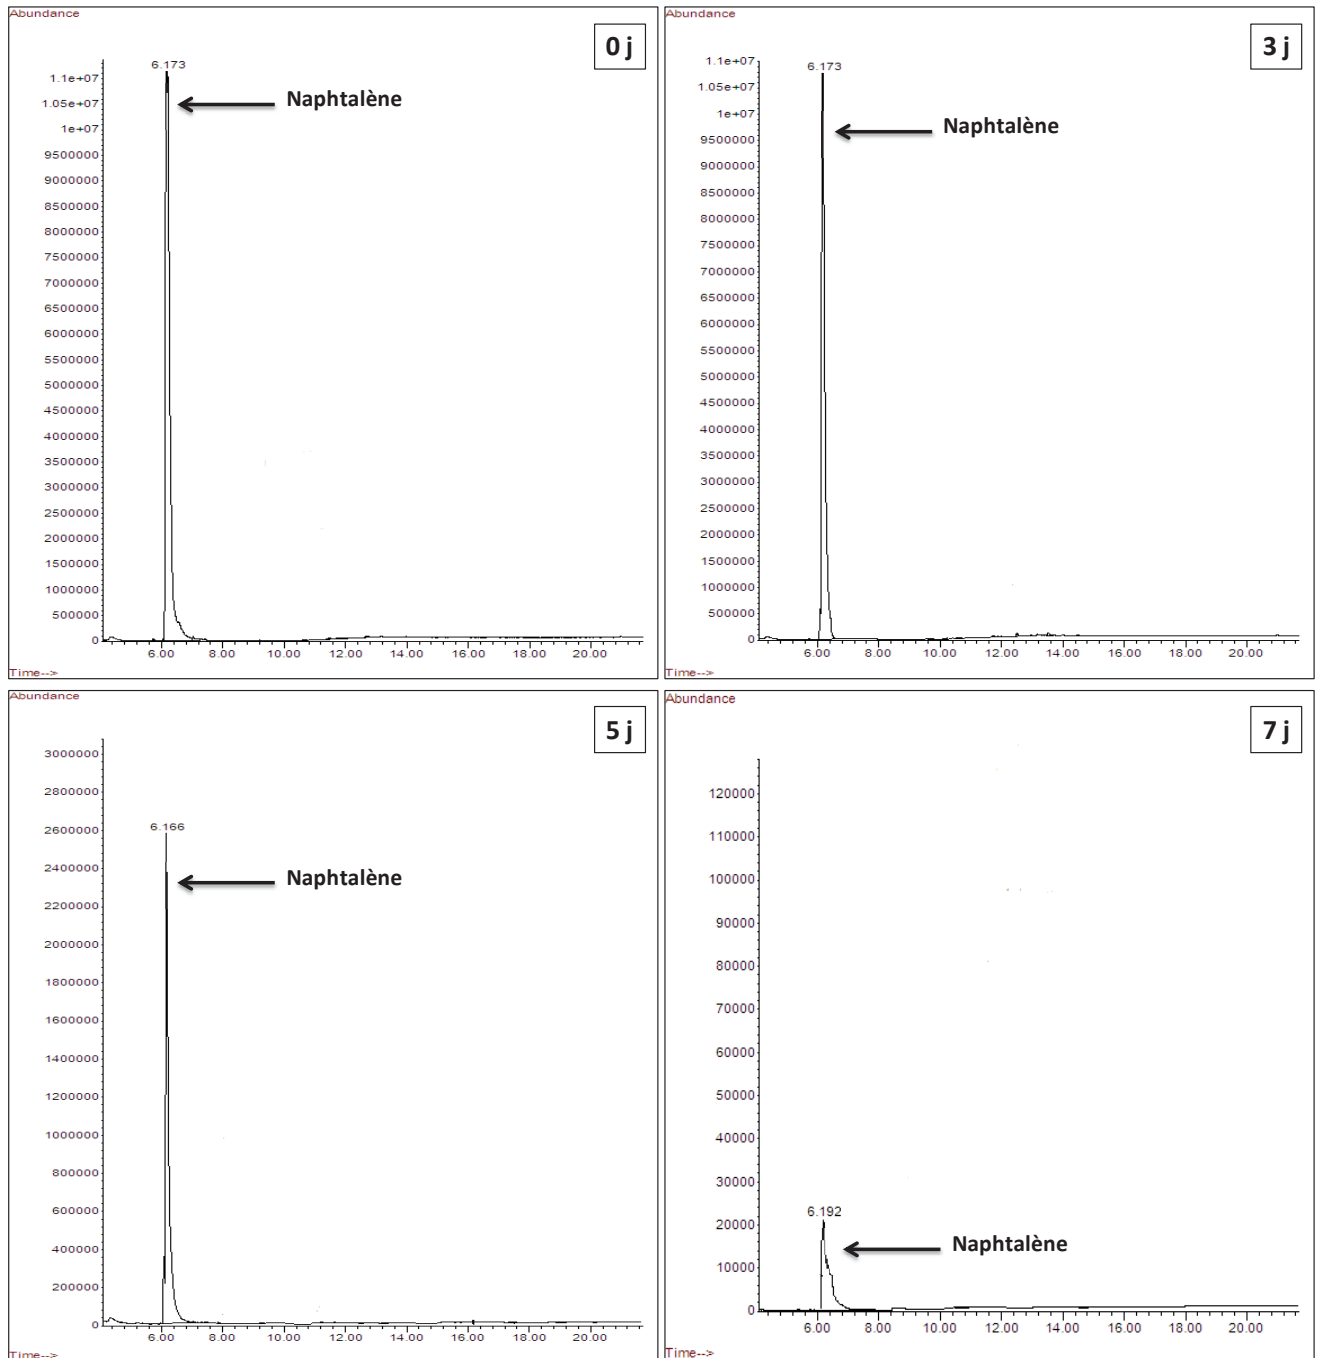 Abundance
0 j
6.173
Naphtalène
1.1e+07
1.05e+07
1e+07
9500000
9000000
8500000
8000000
7500000
7000000
6500000
6000000
5500000
5000000
4500000
4000000
3500000
3000000
2500000
2000000
1500000
1000000
500000
0
6.00 8.00 10.00 12.00 14.00 16.00 18.00 20.00
Time-->
Abundance
3 j
6.173
Naphtalène
1.1e+07
1.05e+07
1e+07
9500000
9000000
8500000
8000000
7500000
7000000
6500000
6000000
5500000
5000000
4500000
4000000
3500000
3000000
2500000
2000000
1500000
1000000
500000
0
6.00 8.00 10.00 12.00 14.00 16.00 18.00 20.00
Time-->
Abundance
5 j
6.166
Naphtalène
3000000
2800000
2600000
2400000
2200000
2000000
1800000
1600000
1400000
1200000
1000000
800000
600000
400000
200000
0
6.00 8.00 10.00 12.00 14.00 16.00 18.00 20.00
Time-->
Abundance
7 j
120000
110000
100000
90000
80000
70000
60000
50000
40000
30000
20000
10000
0
6.192
Naphtalène
6.00 8.00 10.00 12.00 14.00 16.00 18.00 20.00
Time-->